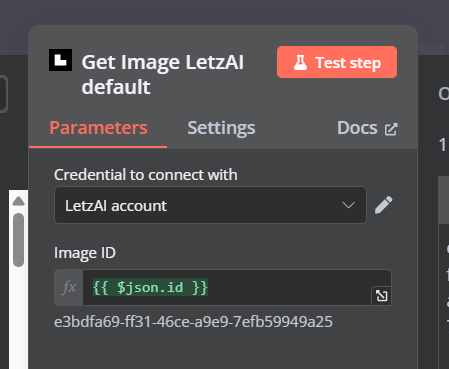 Get Image LetzAI
default
Test step
Parameters
Settings
Docs
Credential to connect with
LetzAI account
Image ID
fx
{{ $json.id }}
e3bdfa69-ff31-46ce-a9e9-7efb59949a25
1